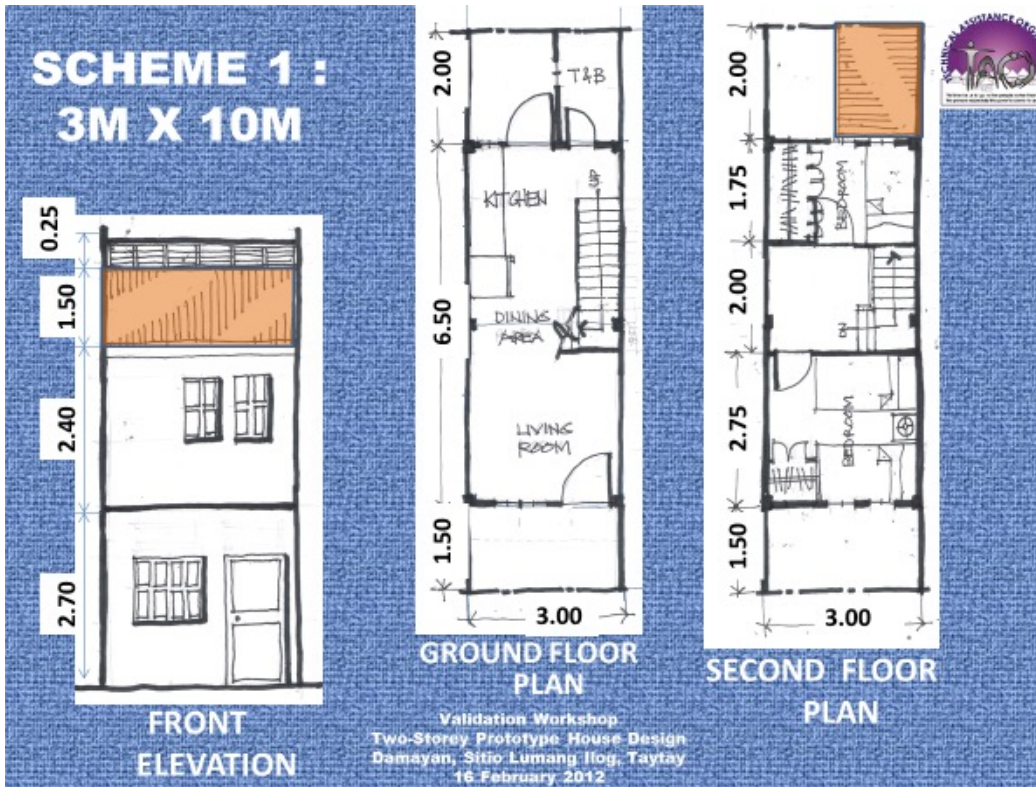 SCHEME 1 :
3M X 10M
0.25
1.50
2.40
2.70
FRONT
ELEVATION
2.00
6.50
1.50
T&B
KITCHEN
UP
DINING
AREA
LIVING
ROOM
3.00
GROUND FLOOR
PLAN
2.00
1.75
2.00
2.75
1.50
BEDROOM
DN
BEDROOM
3.00
SECOND FLOOR
PLAN
TECHNICAL ASSISTANCE
TAO
Validation Workshop
Two-Storey Prototype House Design
Damayan, Sitio Lumang Ilog, Taytay
16 February 2012